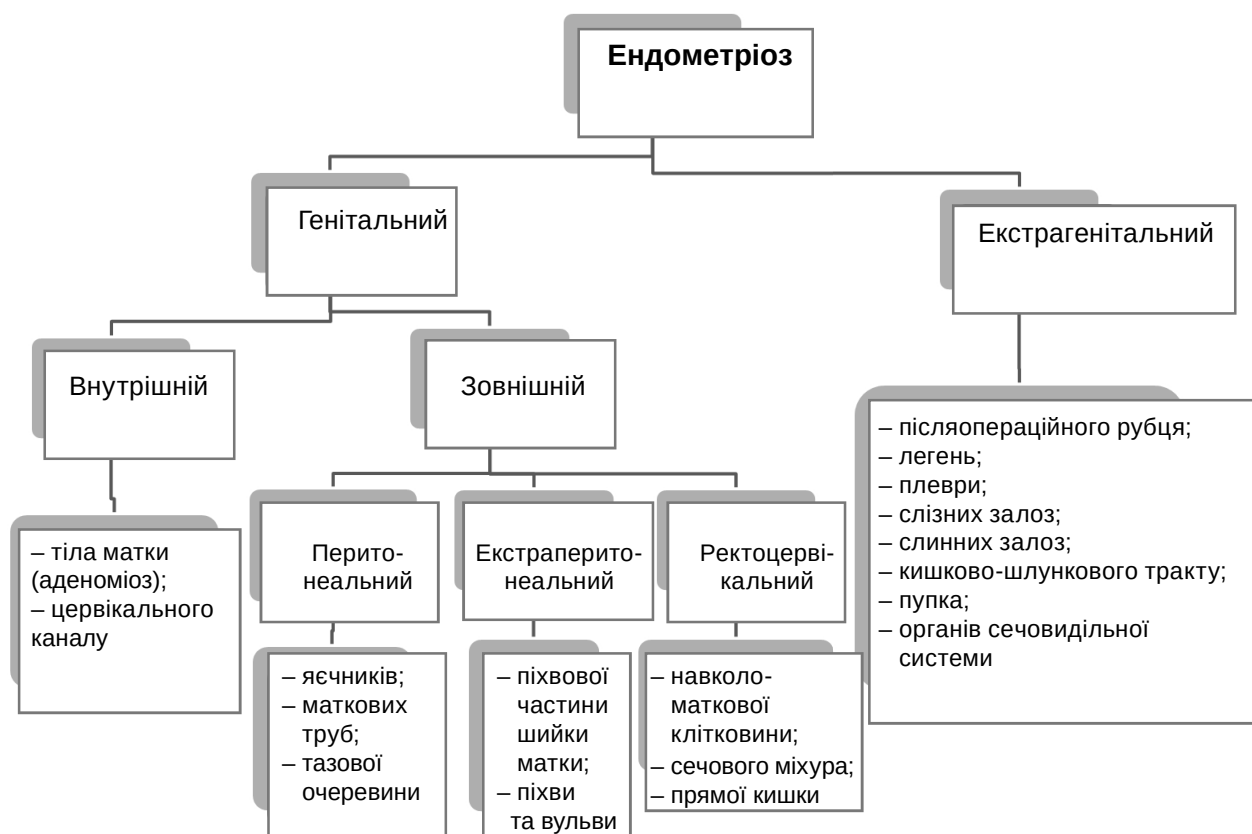 Ендометріоз
Генітальний
Екстрагенітальний
Внутрішній
Зовнішній
– післяопераційного рубця;
– легень;
– плеври;
– слізних залоз;
– слинних залоз;
– кишково-шлункового тракту;
– пупка;
– органів сечовидільної
системи
– тіла матки
(аденоміоз);
– цервікального
каналу
Перито-
неальний
Екстраперито-
неальний
Ректоцерві-
кальний
– яєчників;
– маткових
труб;
– тазової
очеревини
– піхвової
частини
шийки
матки;
– піхви
та вульви
– навколо-
маткової
клітковини;
– сечового міхура;
– прямої кишки